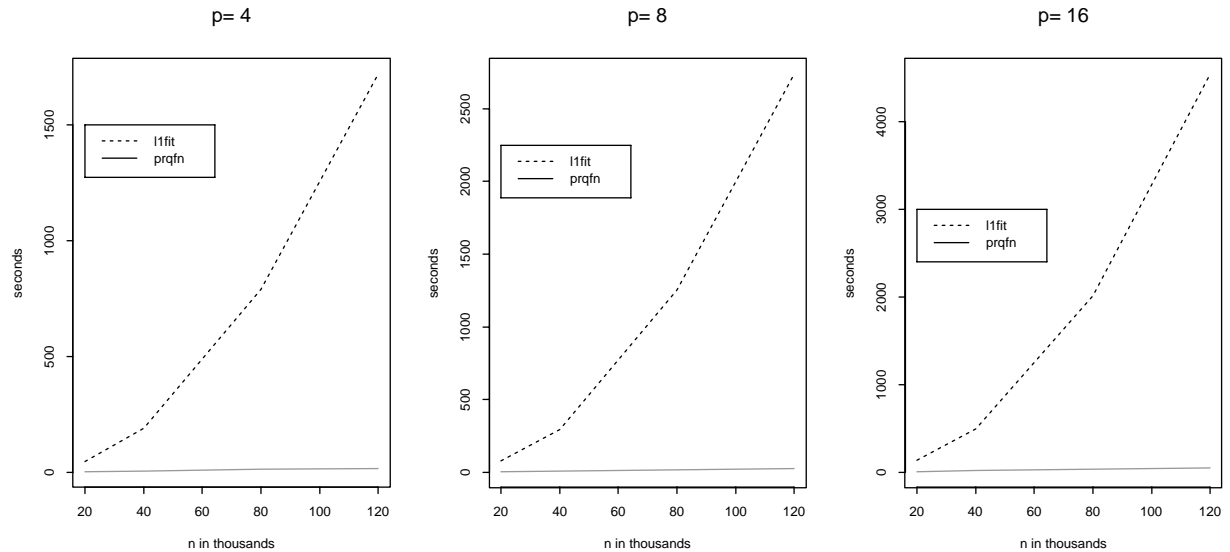 p= 4
1500
1000
500
0
seconds
l1fit
prqfn
20 40 60 80 100 120
n in thousands
p= 8
2500
2000
1500
1000
500
0
seconds
l1fit
prqfn
20 40 60 80 100 120
n in thousands
p= 16
4000
3000
2000
1000
0
seconds
l1fit
prqfn
20 40 60 80 100 120
n in thousands